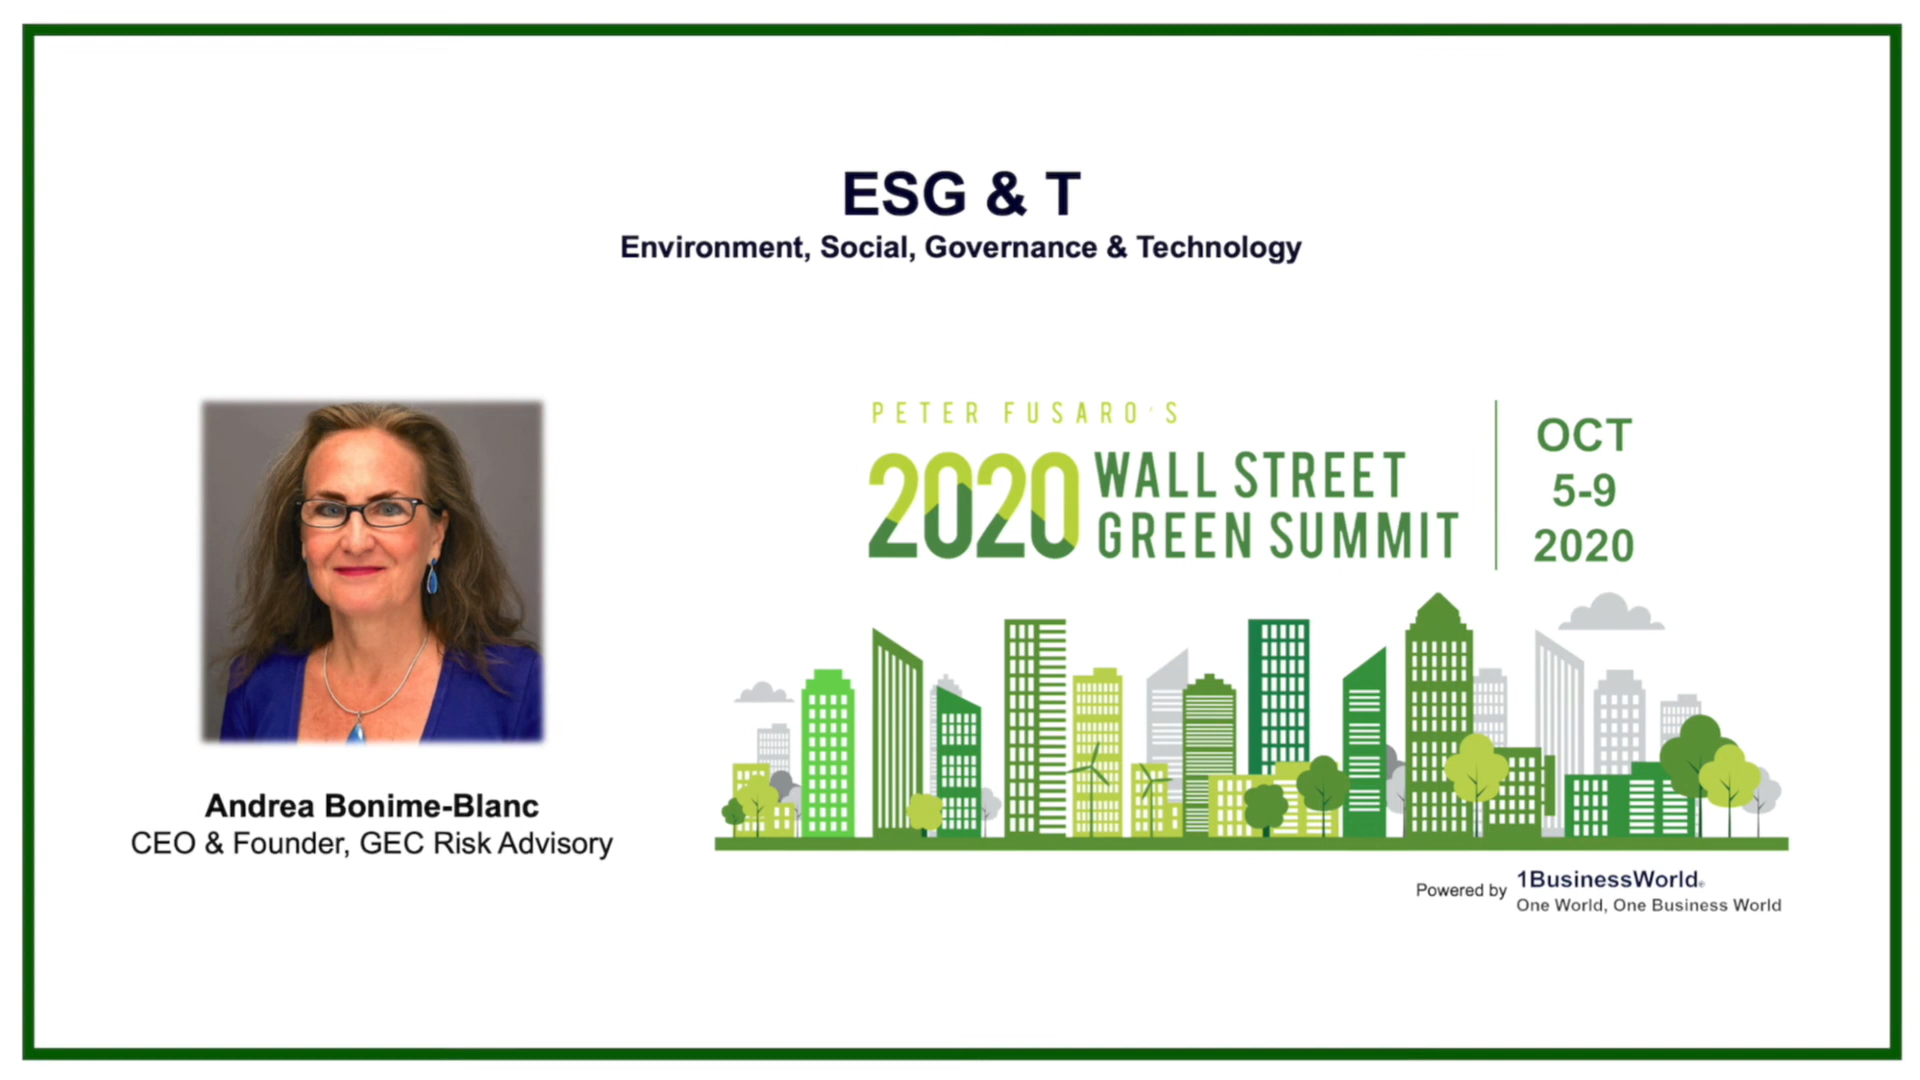 ESG & T
Environment, Social, Governance & Technology
PETER FUSARO'S
2020 WALL STREET
GREEN SUMMIT
OCT
5-9
2020
Andrea Bonime-Blanc
CEO & Founder, GEC Risk Advisory
Powered by 1BusinessWorld®
One World, One Business World